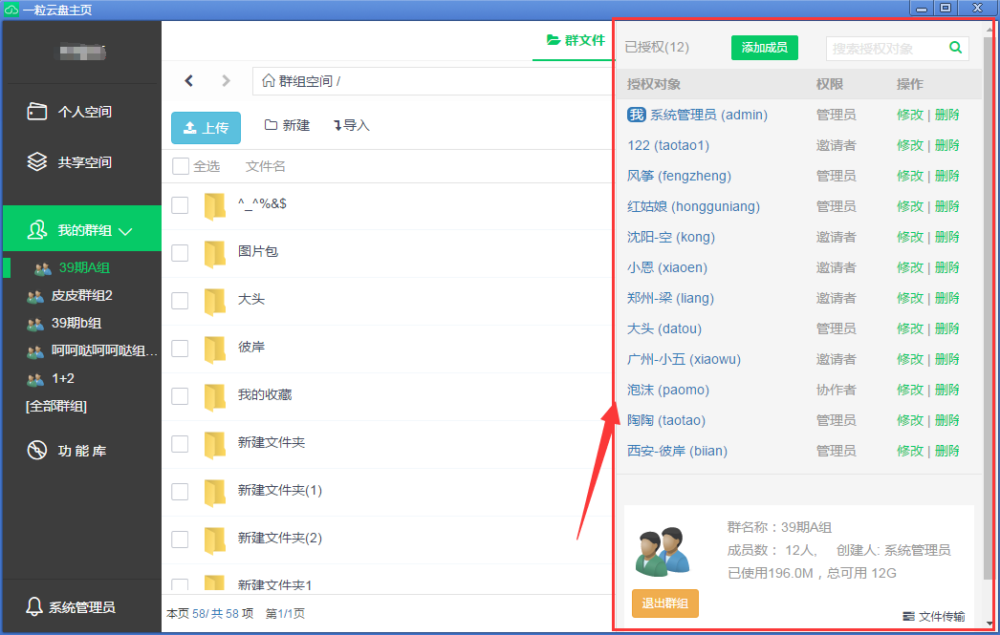 一粒云盘主页
个人空间
共享空间
我的群组
39期A组
皮皮群组2
39期b组
呵呵哒呵呵哒组...
1+2
[全部群组]
功 能 库
系统管理员
群文件
群组空间 /
上传 新建 导入
全选 文件名
^_^%&$
图片包
大头
彼岸
我的收藏
新建文件夹
新建文件夹(1)
新建文件夹(2)
新建文件夹1
本页 58/ 共 58 项 第1/1页
已授权(12) 添加成员 搜索授权对象
授权对象 权限 操作
我 系统管理员 (admin) 管理员 修改 | 删除
122 (taotao1) 邀请者 修改 | 删除
风筝 (fengzheng) 管理员 修改 | 删除
红姑娘 (hongguniang) 管理员 修改 | 删除
沈阳-空 (kong) 邀请者 修改 | 删除
小恩 (xiaoen) 邀请者 修改 | 删除
郑州-梁 (liang) 邀请者 修改 | 删除
大头 (datou) 管理员 修改 | 删除
广州-小五 (xiaowu) 邀请者 修改 | 删除
泡沫 (paomo) 协作者 修改 | 删除
陶陶 (taotao) 管理员 修改 | 删除
西安-彼岸 (biian) 管理员 修改 | 删除
群名称：39期A组
成员数： 12人, 创建人: 系统管理员
已使用196.0M，总可用 12G
退出群组
文件传输